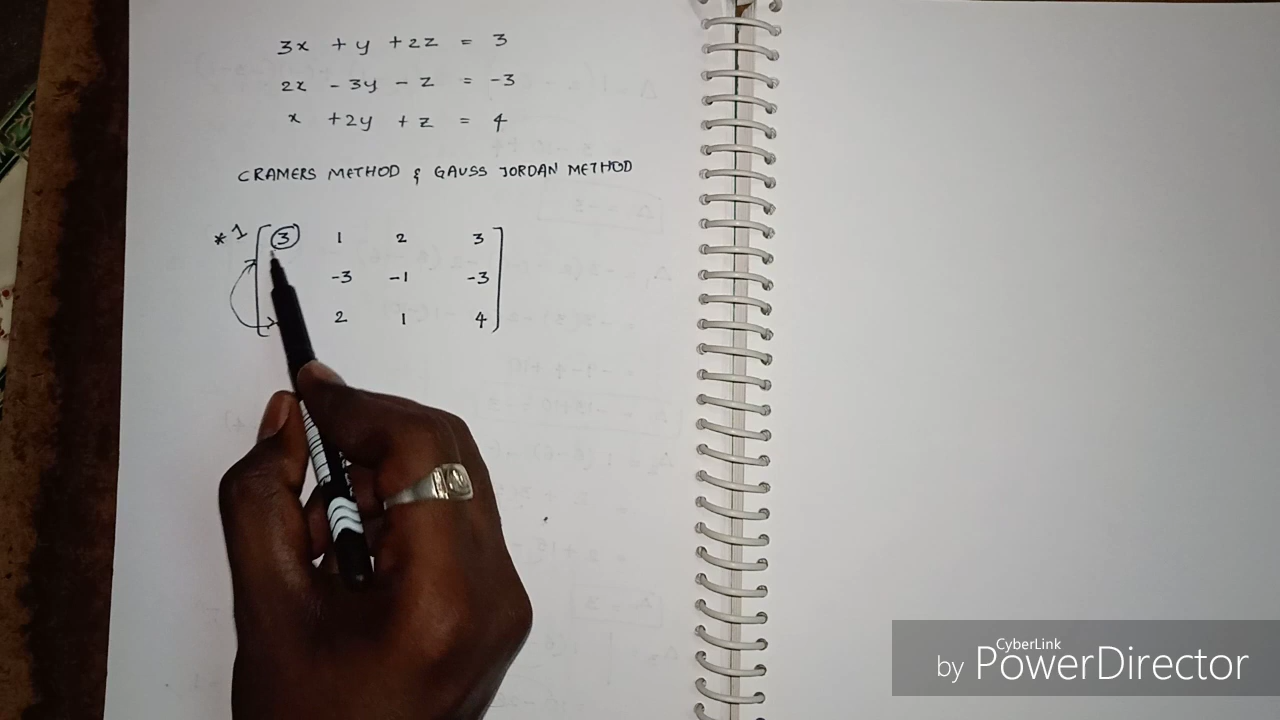 3x + y + 2z = 3
2x - 3y - z = -3
x + 2y + z = 4
CRAMERS METHOD & GAUSS JORDAN METHOD
*1 3 1 2 3
-3 -1 -3
2 1 4
CyberLink
by PowerDirector